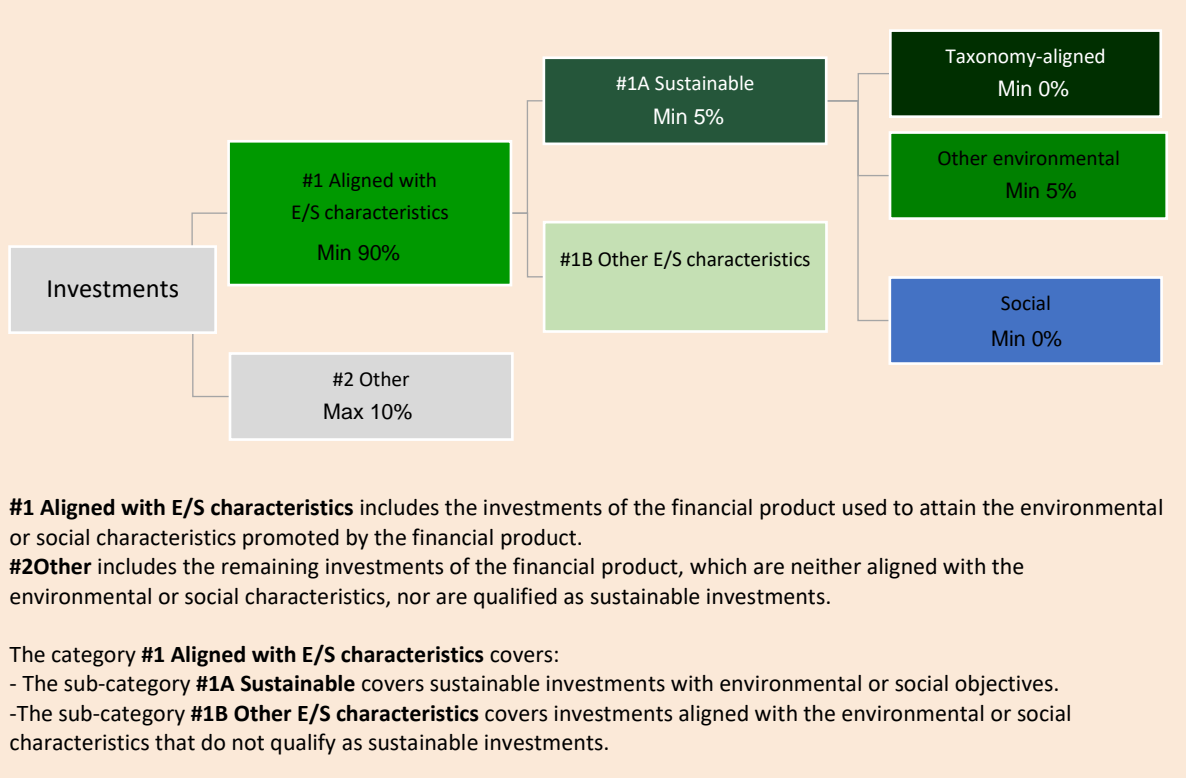 Taxonomy-aligned
Min 0%
#1A Sustainable
Min 5%
Other environmental
Min 5%
#1 Aligned with
E/S characteristics
Min 90%
#1B Other E/S characteristics
Investments
Social
Min 0%
#2 Other
Max 10%
#1 Aligned with E/S characteristics includes the investments of the financial product used to attain the environmental
or social characteristics promoted by the financial product.
#2Other includes the remaining investments of the financial product, which are neither aligned with the
environmental or social characteristics, nor are qualified as sustainable investments.
The category #1 Aligned with E/S characteristics covers:
- The sub-category #1A Sustainable covers sustainable investments with environmental or social objectives.
-The sub-category #1B Other E/S characteristics covers investments aligned with the environmental or social
characteristics that do not qualify as sustainable investments.